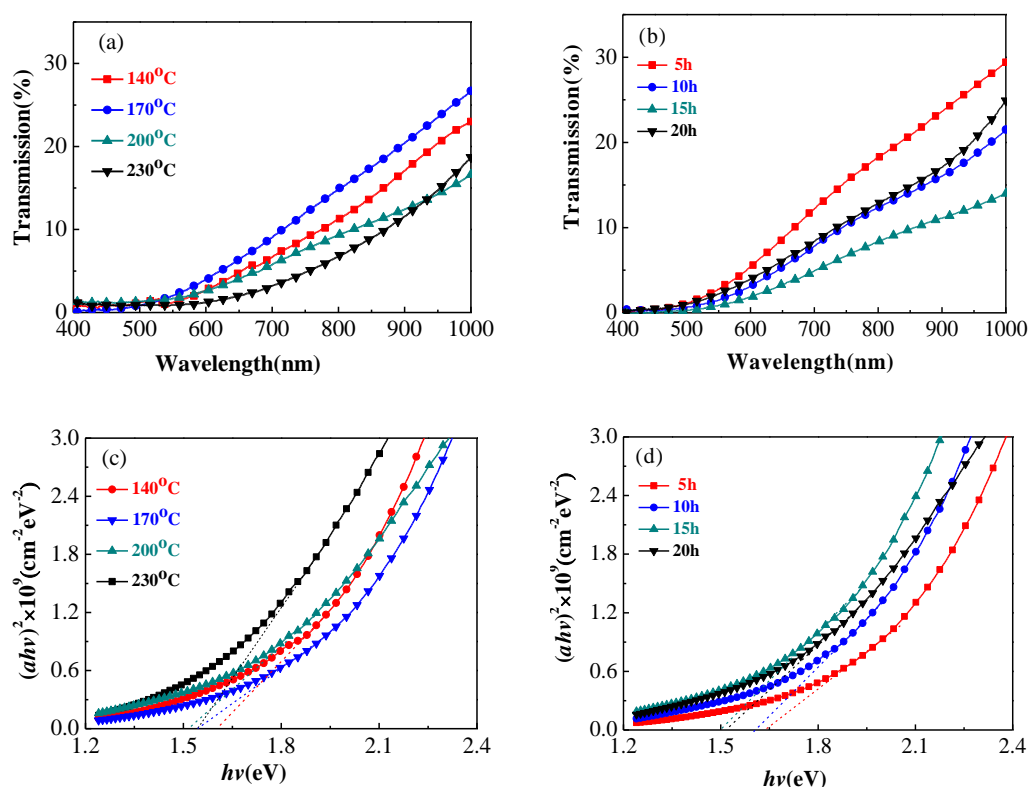 (a)
140°C
170°C
200°C
230°C
Transmission(%)
30
20
10
0
400 500 600 700 800 900 1000
Wavelength(nm)
(b)
5h
10h
15h
20h
Transmission(%)
30
20
10
0
400 500 600 700 800 900 1000
Wavelength(nm)
(c)
140°C
170°C
200°C
230°C
(ahv)²×10⁹(cm⁻²eV⁻²)
3.0
2.4
1.8
1.2
0.6
0.0
1.2 1.5 1.8 2.1 2.4
hv(eV)
(d)
5h
10h
15h
20h
(ahv)²×10⁹(cm⁻²eV⁻²)
3.0
2.4
1.8
1.2
0.6
0.0
1.2 1.5 1.8 2.1 2.4
hv(eV)